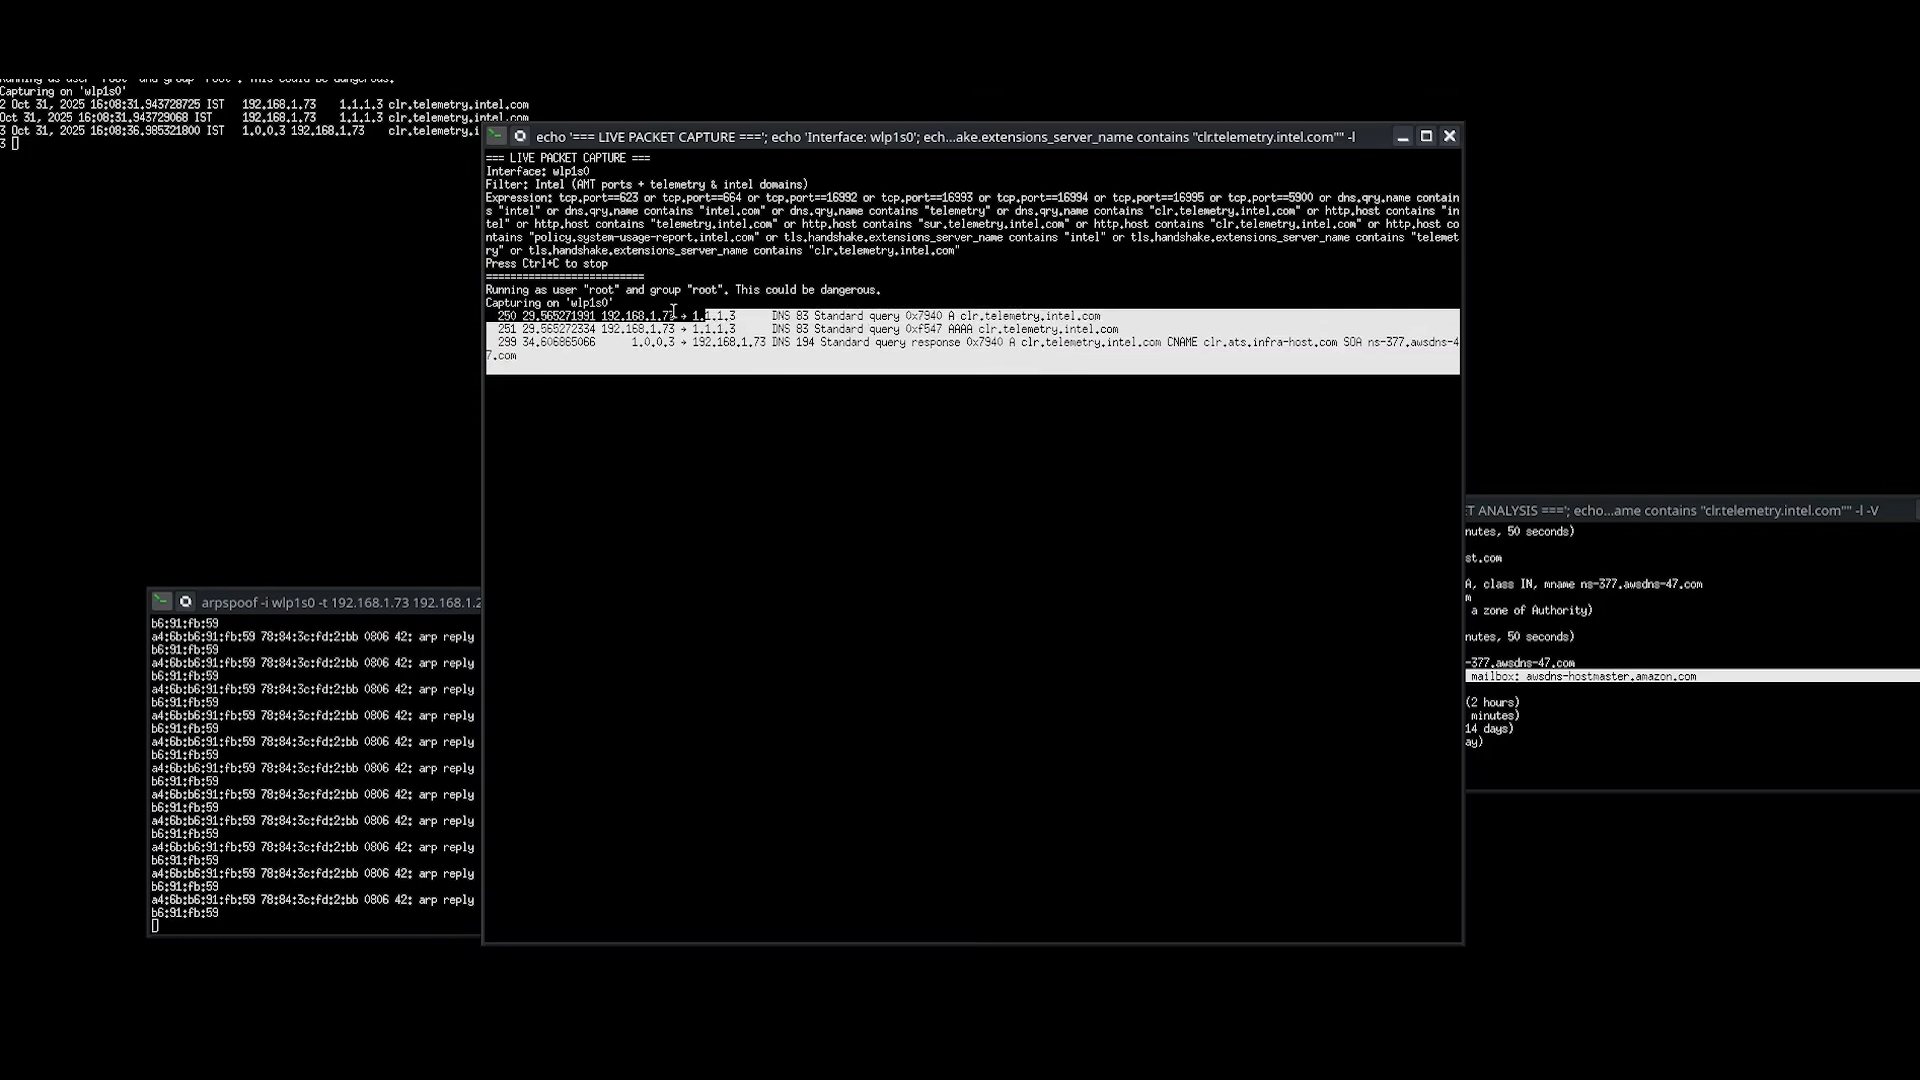 Running as user "root" and group "root". This could be dangerous.
Capturing on 'wlp1s0'
2 Oct 31, 2025 16:08:31.943728725 IST 192.168.1.73 1.1.1.3 clr.telemetry.intel.com
Oct 31, 2025 16:08:31.943729068 IST 192.168.1.73 1.1.1.3 clr.telemetry.intel.com
3 Oct 31, 2025 16:08:36.985321800 IST 1.0.0.3 192.168.1.73 clr.telemetry.i
3
echo '=== LIVE PACKET CAPTURE ==='; echo 'Interface: wlp1s0'; ech...ake.extensions_server_name contains "clr.telemetry.intel.com"" -l
=== LIVE PACKET CAPTURE ===
Interface: wlp1s0
Filter: Intel (AMT ports + telemetry & intel domains)
Expression: tcp.port==623 or tcp.port==664 or tcp.port==16992 or tcp.port==16993 or tcp.port==16994 or tcp.port==16995 or tcp.port==5900 or dns.qry.name contain
s "intel" or dns.qry.name contains "intel.com" or dns.qry.name contains "telemetry" or dns.qry.name contains "clr.telemetry.intel.com" or http.host contains "in
tel" or http.host contains "telemetry" or http.host contains "sur.telemetry.intel.com" or http.host contains "clr.telemetry.intel.com" or http.host co
ntains "policy.system-usage-report.intel.com" or tls.handshake.extensions_server_name contains "intel" or tls.handshake.extensions_server_name contains "telemet
ry" or tls.handshake.extensions_server_name contains "clr.telemetry.intel.com"
Press Ctrl+C to stop
==========================
Running as user "root" and group "root". This could be dangerous.
Capturing on 'wlp1s0'
250 29.565271991 192.168.1.73 → 1.1.1.3 DNS 83 Standard query 0x7940 A clr.telemetry.intel.com
251 29.565272334 192.168.1.73 → 1.1.1.3 DNS 83 Standard query 0xf547 AAAA clr.telemetry.intel.com
299 34.606865066 1.0.0.3 → 192.168.1.73 DNS 194 Standard query response 0x7940 A clr.telemetry.intel.com CNAME clr.ats.infra-host.com SOA ns-377.awsdns-4
7.com
T ANALYSIS ==='; echo...ame contains "clr.telemetry.intel.com"" -l -V
nutes, 50 seconds)
st.com
A, class IN, mname ns-377.awsdns-47.com
m
a zone of Authority)
nutes, 50 seconds)
-377.awsdns-47.com
mailbox: awsdns-hostmaster.amazon.com
(2 hours)
minutes)
14 days)
ay)
arpspoof -i wlp1s0 -t 192.168.1.73 192.168.1.2
b6:91:fb:59
a4:6b:b6:91:fb:59 78:84:3c:fd:2:bb 0806 42: arp reply
b6:91:fb:59
a4:6b:b6:91:fb:59 78:84:3c:fd:2:bb 0806 42: arp reply
b6:91:fb:59
a4:6b:b6:91:fb:59 78:84:3c:fd:2:bb 0806 42: arp reply
b6:91:fb:59
a4:6b:b6:91:fb:59 78:84:3c:fd:2:bb 0806 42: arp reply
b6:91:fb:59
a4:6b:b6:91:fb:59 78:84:3c:fd:2:bb 0806 42: arp reply
b6:91:fb:59
a4:6b:b6:91:fb:59 78:84:3c:fd:2:bb 0806 42: arp reply
b6:91:fb:59
a4:6b:b6:91:fb:59 78:84:3c:fd:2:bb 0806 42: arp reply
b6:91:fb:59
a4:6b:b6:91:fb:59 78:84:3c:fd:2:bb 0806 42: arp reply
b6:91:fb:59
a4:6b:b6:91:fb:59 78:84:3c:fd:2:bb 0806 42: arp reply
b6:91:fb:59
a4:6b:b6:91:fb:59 78:84:3c:fd:2:bb 0806 42: arp reply
b6:91:fb:59
a4:6b:b6:91:fb:59 78:84:3c:fd:2:bb 0806 42: arp reply
b6:91:fb:59